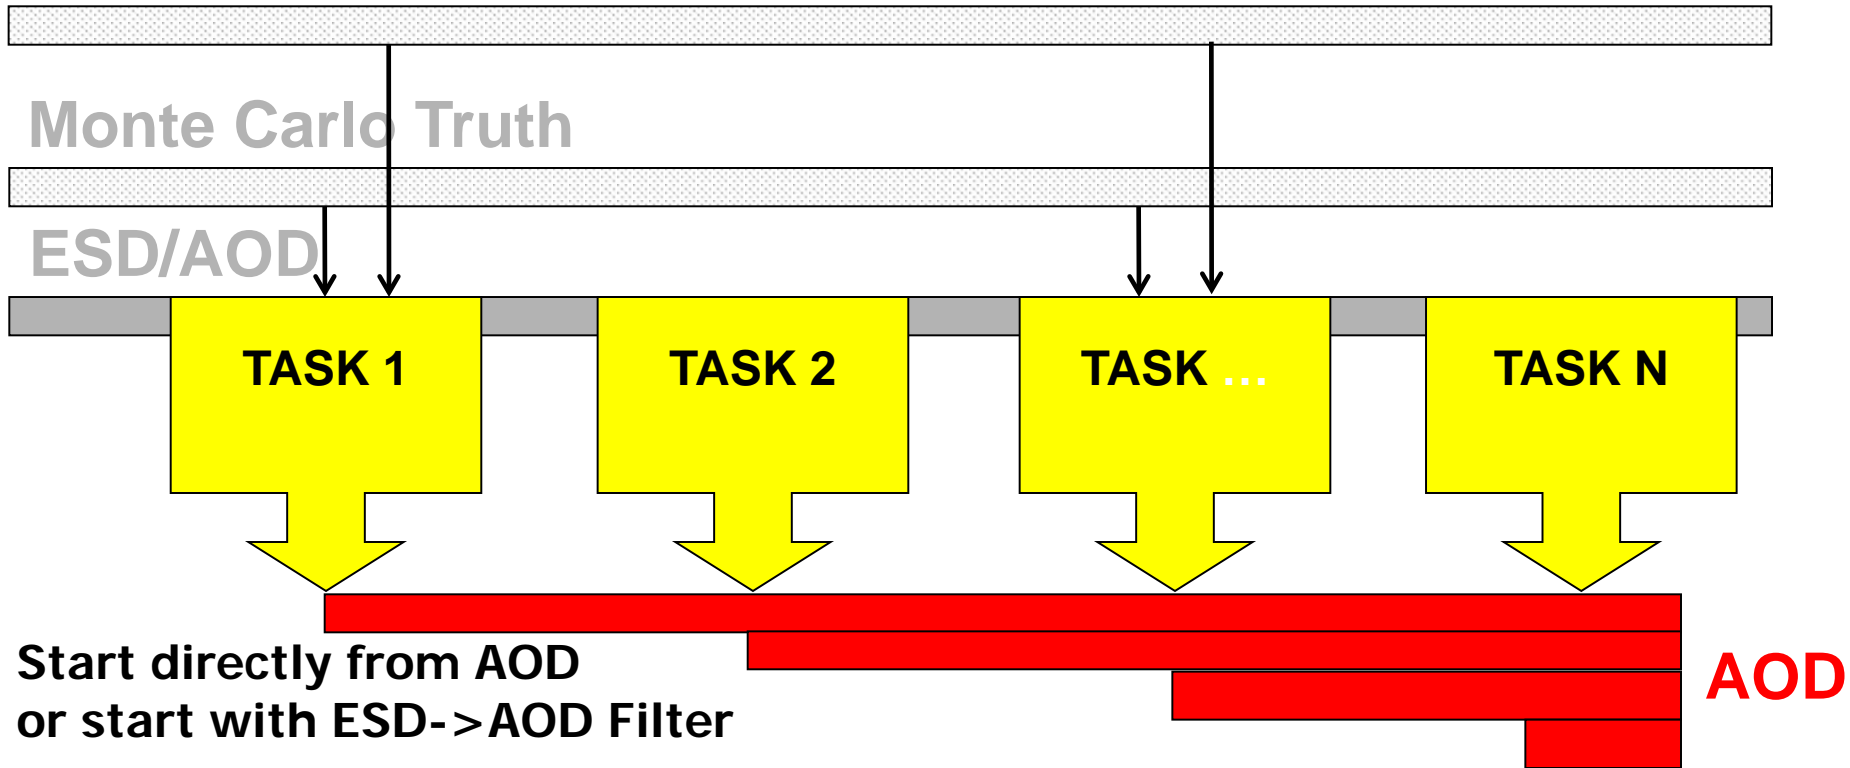 Monte Carlo Truth
ESD/AOD
TASK 1
TASK 2
TASK ...
TASK N
Start directly from AOD
or start with ESD->AOD Filter
AOD